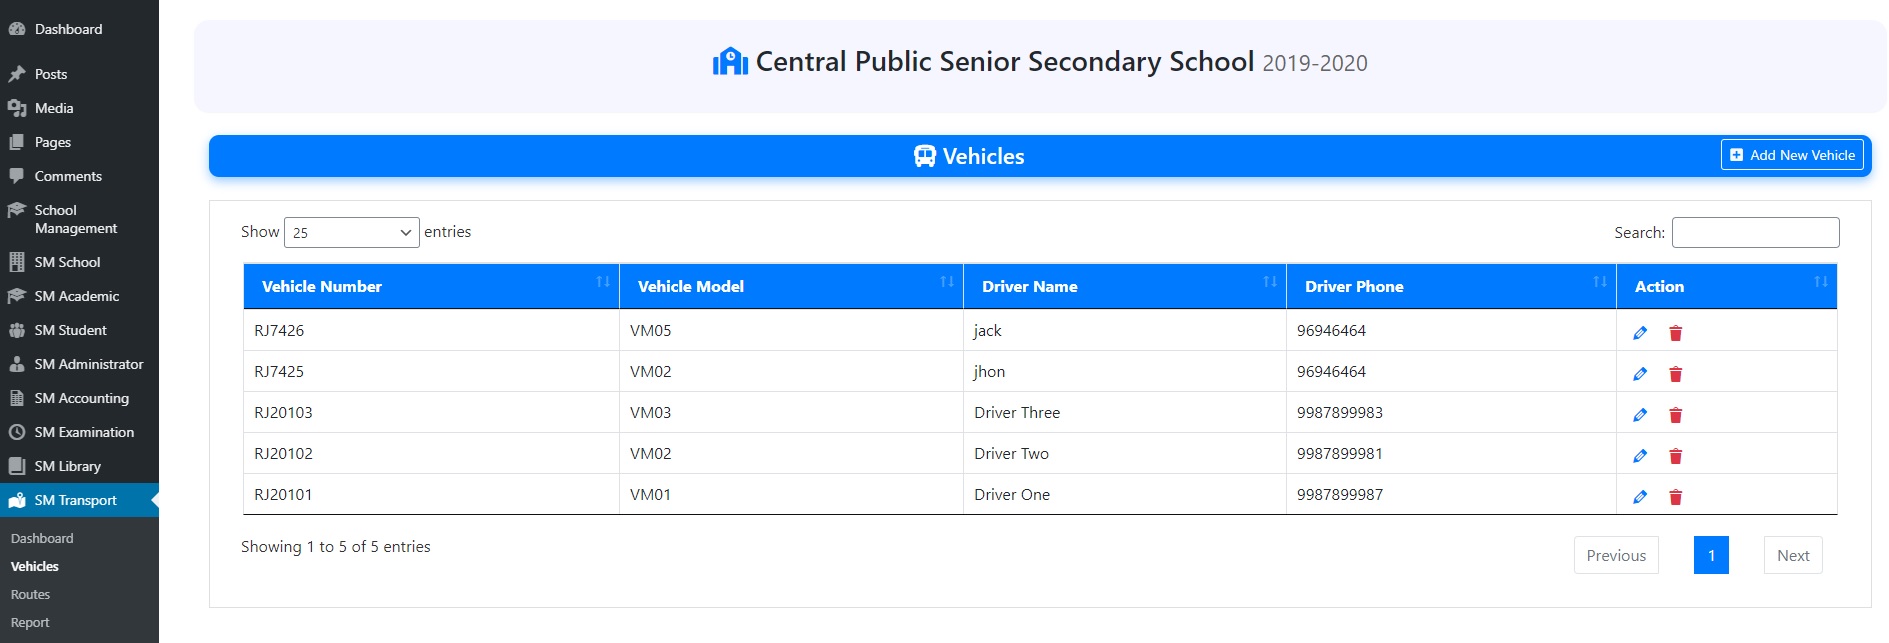 Dashboard
Posts
Media
Pages
Comments
School
Management
SM School
SM Academic
SM Student
SM Administrator
SM Accounting
SM Examination
SM Library
SM Transport
Dashboard
Vehicles
Routes
Report
Central Public Senior Secondary School 2019-2020
Vehicles
Add New Vehicle
Show 25 entries
Search:
Vehicle Number Vehicle Model Driver Name Driver Phone Action
RJ7426 VM05 jack 96946464
RJ7425 VM02 jhon 96946464
RJ20103 VM03 Driver Three 9987899983
RJ20102 VM02 Driver Two 9987899981
RJ20101 VM01 Driver One 9987899987
Showing 1 to 5 of 5 entries
Previous 1 Next